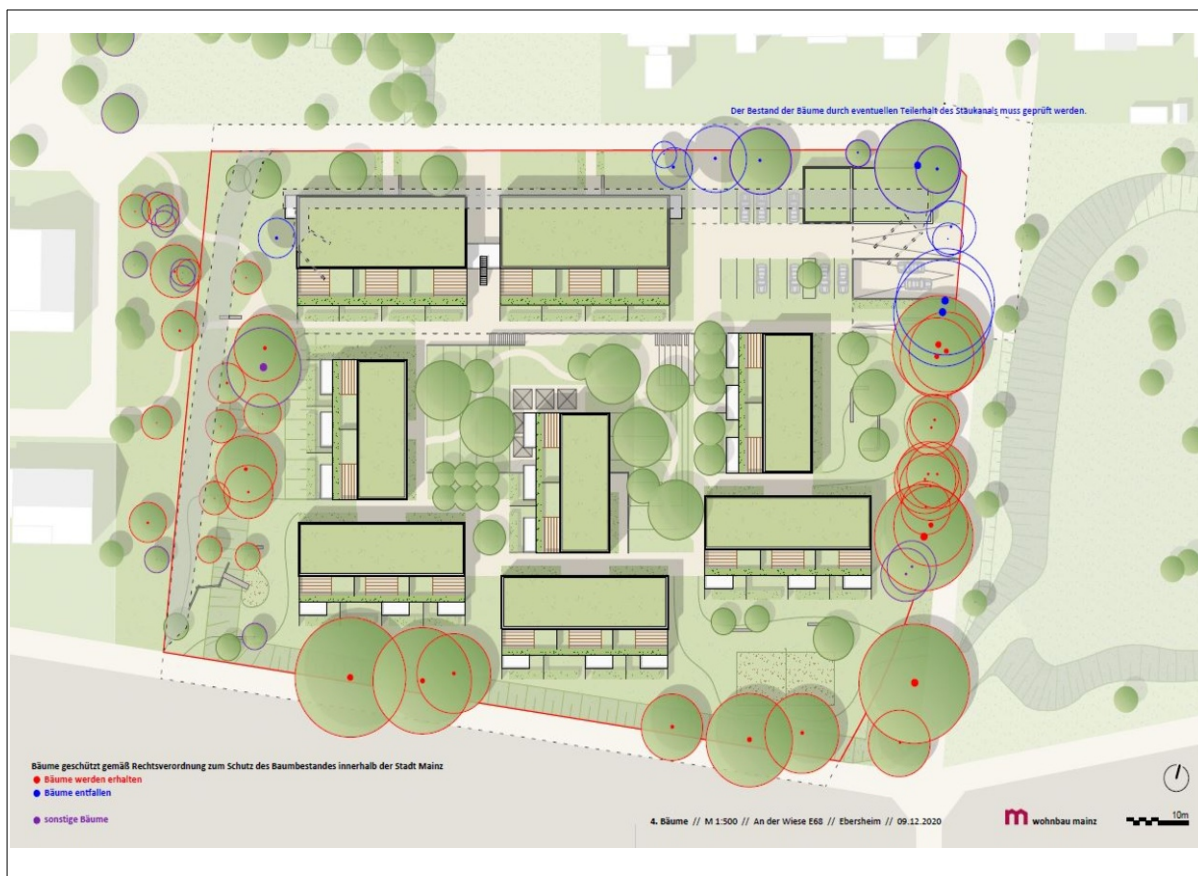 Der Bestand der Bäume durch eventuellen Teilerhalt des Staukanals muss geprüft werden.
Bäume geschützt gemäß Rechtsverordnung zum Schutz des Baumbestandes innerhalb der Stadt Mainz
Bäume werden erhalten
Bäume entfallen
sonstige Bäume
4. Bäume // M 1:500 // An der Wiese E68 // Ebersheim // 09.12.2020
m wohnbau mainz
10m